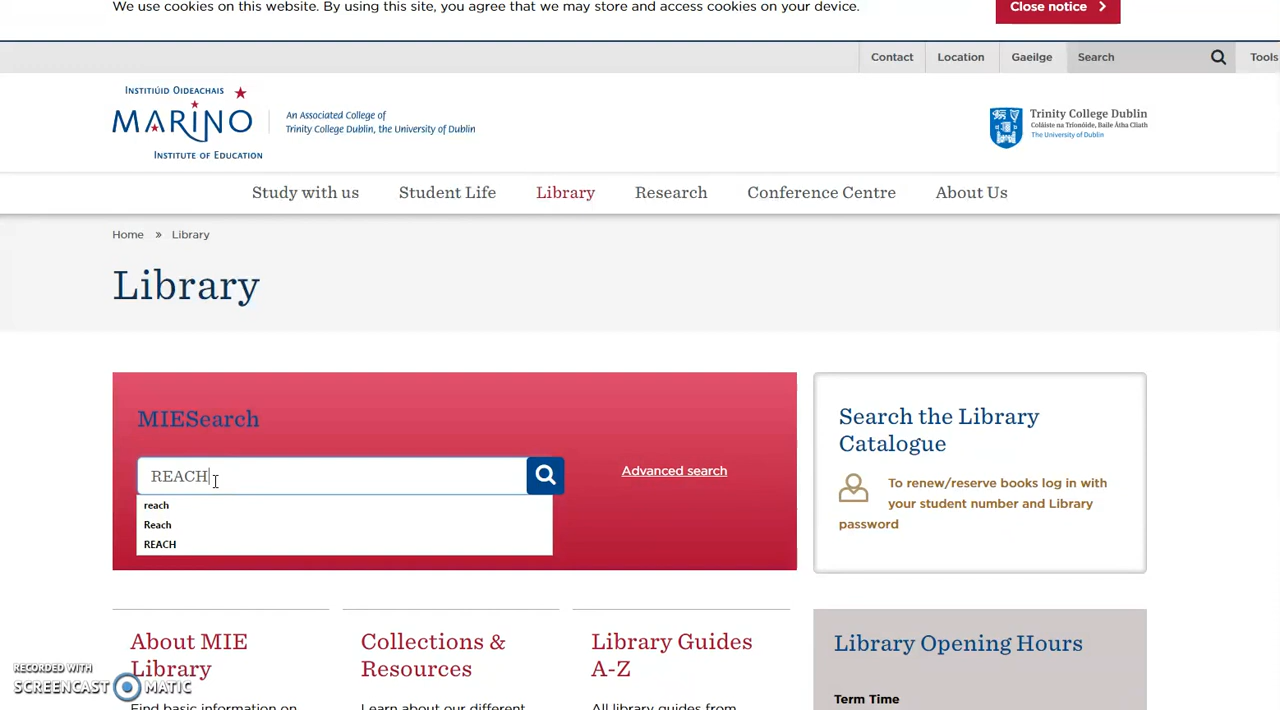 We use cookies on this website. By using this site, you agree that we may store and access cookies on your device.
Close notice
Contact
Location
Gaeilge
Search
Tools
INSTITIÚID OIDEACHAIS
MARINO
INSTITUTE OF EDUCATION
An Associated College of
Trinity College Dublin, the University of Dublin
Trinity College Dublin
Coláiste na Tríonóide, Baile Átha Cliath
The University of Dublin
Study with us
Student Life
Library
Research
Conference Centre
About Us
Home » Library
Library
MIESearch
REACH
Advanced search
reach
Reach
REACH
Search the Library
Catalogue
To renew/reserve books log in with
your student number and Library
password
About MIE
Library
Find basic information on
Collections &
Resources
Learn about our different
Library Guides
A-Z
All library guides from
Library Opening Hours
Term Time
RECORDED WITH
SCREENCAST MATIC